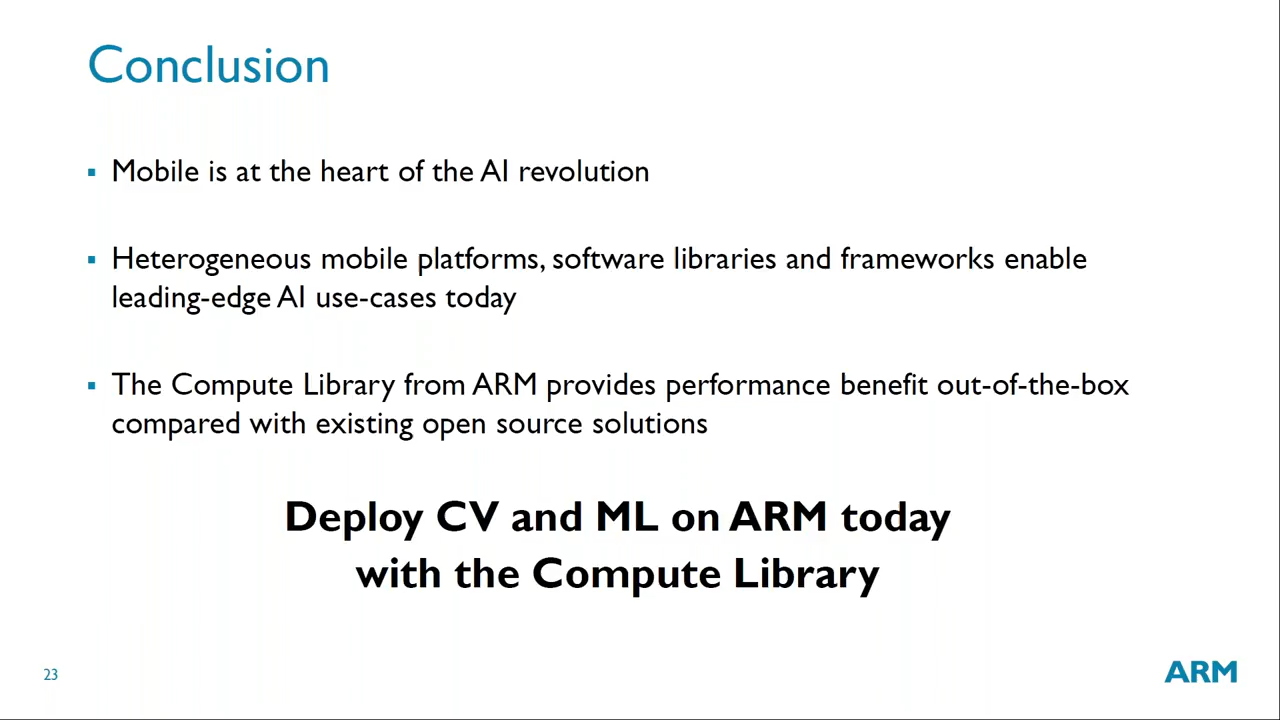 Conclusion
Mobile is at the heart of the AI revolution
Heterogeneous mobile platforms, software libraries and frameworks enable
leading-edge AI use-cases today
The Compute Library from ARM provides performance benefit out-of-the-box
compared with existing open source solutions
Deploy CV and ML on ARM today
with the Compute Library
23
ARM